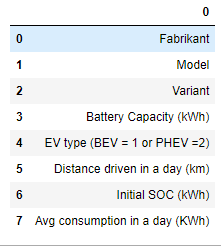 0
0 Fabrikant
1 Model
2 Variant
3 Battery Capacity (kWh)
4 EV type (BEV = 1 or PHEV =2)
5 Distance driven in a day (km)
6 Initial SOC (kWh)
7 Avg consumption in a day (KWh)